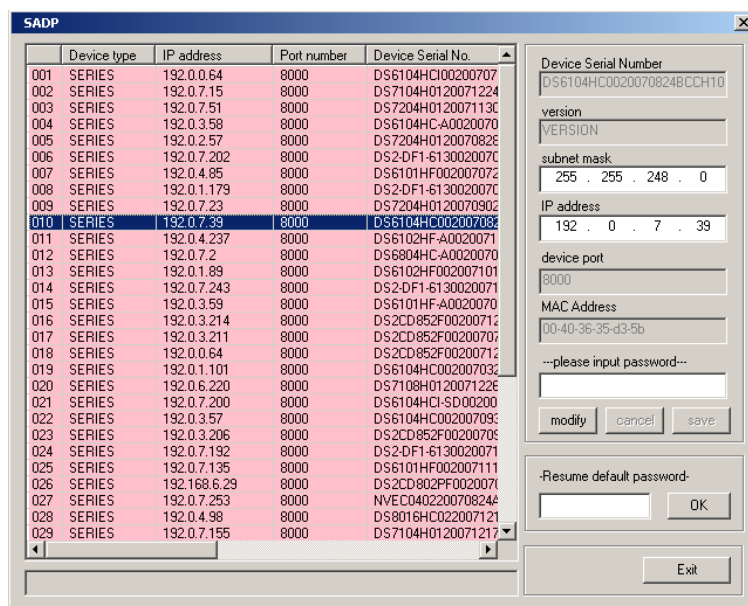 SADP
Device type IP address Port number Device Serial No.
001 SERIES 192.0.0.64 8000 DS6104HCI00200707
002 SERIES 192.0.7.15 8000 DS7104H0120071224
003 SERIES 192.0.7.51 8000 DS7204H012007113C
004 SERIES 192.0.3.58 8000 DS6104HC-A0020070
005 SERIES 192.0.2.57 8000 DS7204H0120070828
006 SERIES 192.0.7.202 8000 DS2-DF1-613002007C
007 SERIES 192.0.4.85 8000 DS6101HF002007072
008 SERIES 192.0.1.179 8000 DS2-DF1-613002007C
009 SERIES 192.0.7.23 8000 DS7204H0120070902
010 SERIES 192.0.7.39 8000 DS6104HC002007082
011 SERIES 192.0.4.237 8000 DS6102HF-A0020071
012 SERIES 192.0.7.2 8000 DS6804HC-A0020070
013 SERIES 192.0.1.89 8000 DS6102HF002007101
014 SERIES 192.0.7.243 8000 DS2-DF1-6130020071
015 SERIES 192.0.3.59 8000 DS6101HF-A0020070
016 SERIES 192.0.3.214 8000 DS2CD852F00200712
017 SERIES 192.0.3.211 8000 DS2CD852F00200707
018 SERIES 192.0.0.64 8000 DS2CD852F00200712
019 SERIES 192.0.1.101 8000 DS6104HC002007032
020 SERIES 192.0.6.220 8000 DS7108H0120071226
021 SERIES 192.0.7.200 8000 DS6104HCI-SD00200
022 SERIES 192.0.3.57 8000 DS6104HC002007093
023 SERIES 192.0.3.206 8000 DS2CD852F00200709
024 SERIES 192.0.7.192 8000 DS2-DF1-6130020071
025 SERIES 192.0.7.135 8000 DS6101HF002007111
026 SERIES 192.168.6.29 8000 DS2CD802PF0020070
027 SERIES 192.0.7.253 8000 NVEC040220070824A
028 SERIES 192.0.4.98 8000 DS8016HC022007121
029 SERIES 192.0.7.155 8000 DS7104H0120071217
Device Serial Number
DS6104HC0020070824BCCH10
version
VERSION
subnet mask
255 . 255 . 248 . 0
IP address
192 . 0 . 7 . 39
device port
8000
MAC Address
00-40-36-35-d3-5b
---please input password---
modify cancel save
-Resume default password-
OK
Exit